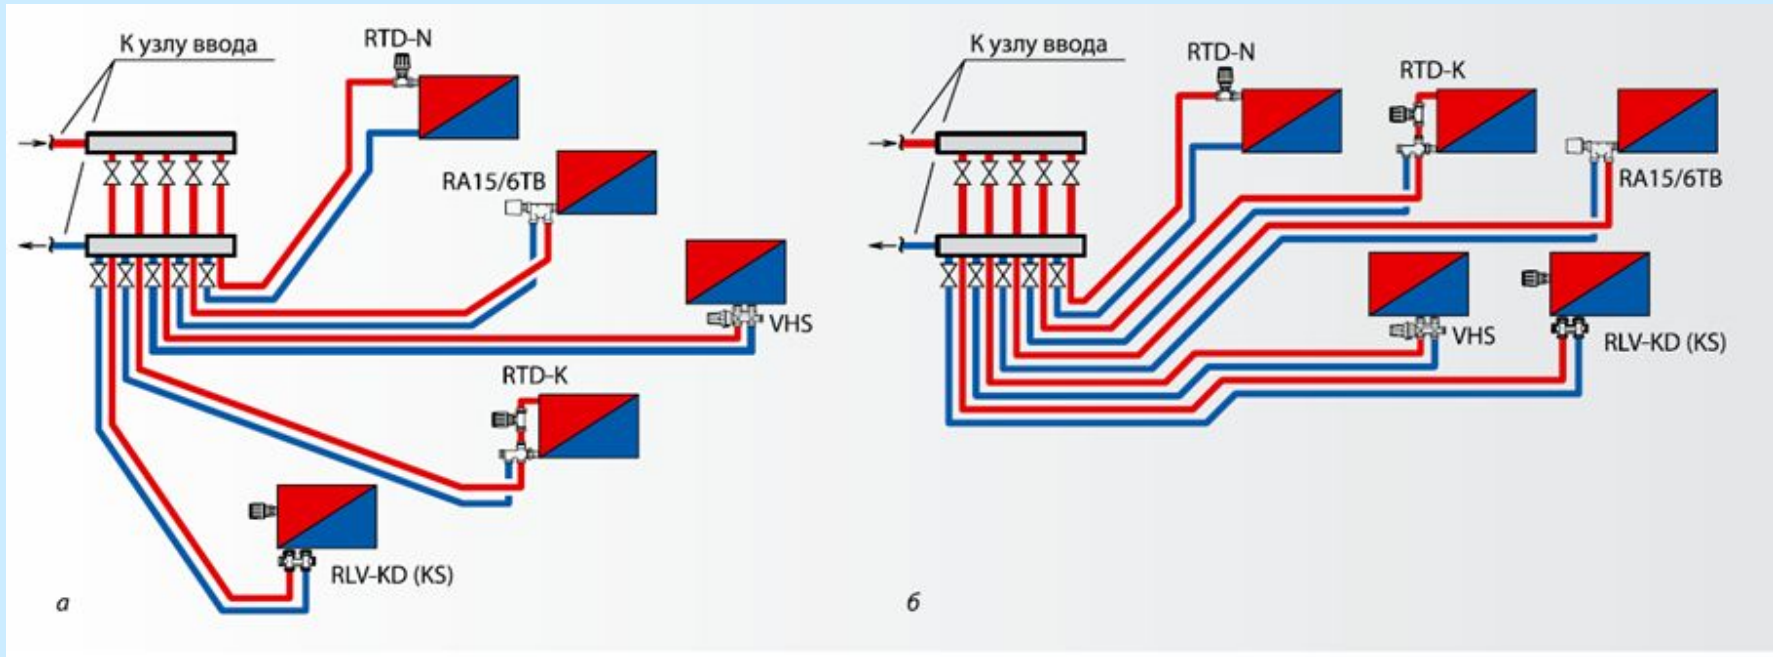 К узлу ввода
RTD-N
RA15/6TB
VHS
RTD-K
RLV-KD (KS)
а
К узлу ввода
RTD-N
RTD-K
RA15/6TB
VHS
RLV-KD (KS)
б